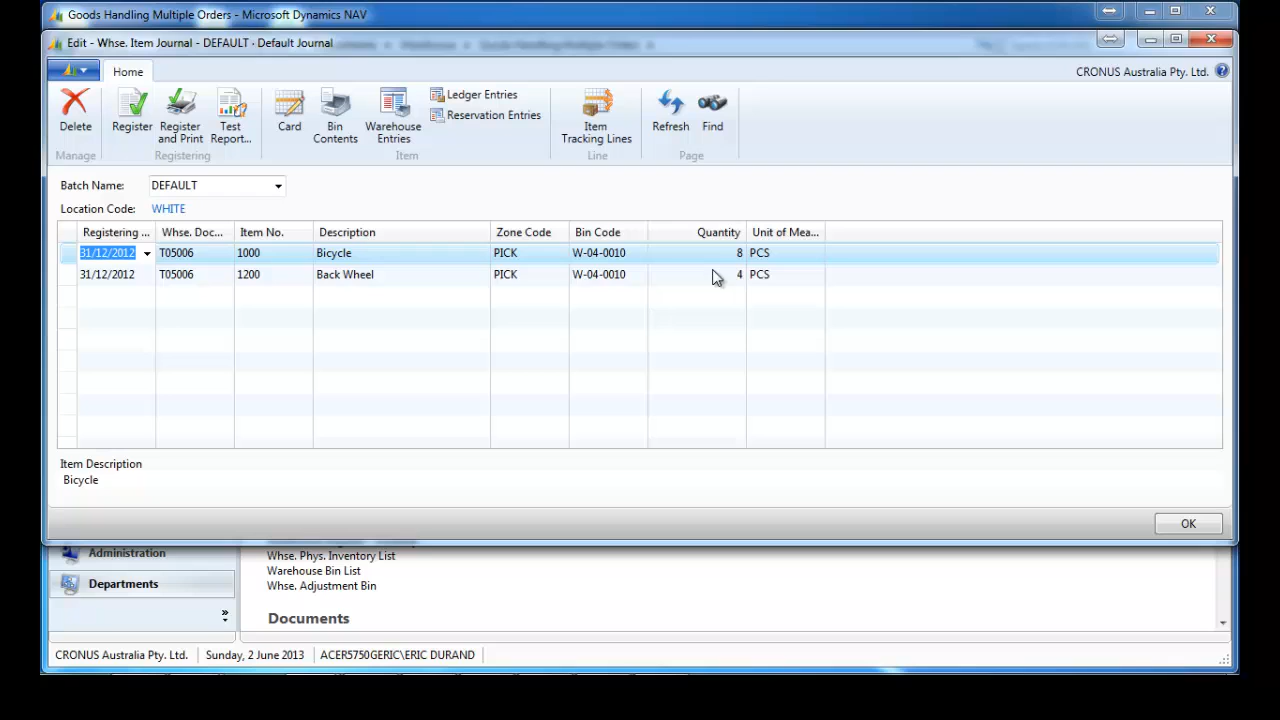 Goods Handling Multiple Orders - Microsoft Dynamics NAV
Edit - Whse. Item Journal - DEFAULT · Default Journal
Home
CRONUS Australia Pty. Ltd.
Delete
Register
Register and Print
Test Report...
Card
Bin Contents
Warehouse Entries
Ledger Entries
Reservation Entries
Item Tracking Lines
Refresh
Find
Manage
Registering
Item
Line
Page
Batch Name: DEFAULT
Location Code: WHITE
Registering ... Whse. Doc... Item No. Description Zone Code Bin Code Quantity Unit of Mea...
31/12/2012 T05006 1000 Bicycle PICK W-04-0010 8 PCS
31/12/2012 T05006 1200 Back Wheel PICK W-04-0010 4 PCS
Item Description
Bicycle
OK
Administration
Departments
»
Whse. Phys. Inventory List
Warehouse Bin List
Whse. Adjustment Bin
Documents
CRONUS Australia Pty. Ltd. Sunday, 2 June 2013 ACER5750GERIC\ERIC DURAND